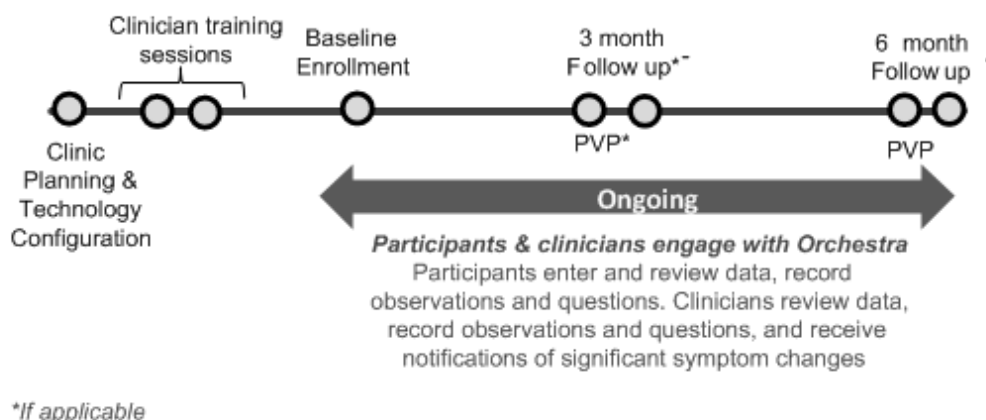 Clinician training
sessions
Baseline
Enrollment
3 month
Follow up*-
6 month
Follow up
Clinic
Planning &
Technology
Configuration
PVP*
PVP
Ongoing
Participants & clinicians engage with Orchestra
Participants enter and review data, record
observations and questions. Clinicians review data,
record observations and questions, and receive
notifications of significant symptom changes
*If applicable